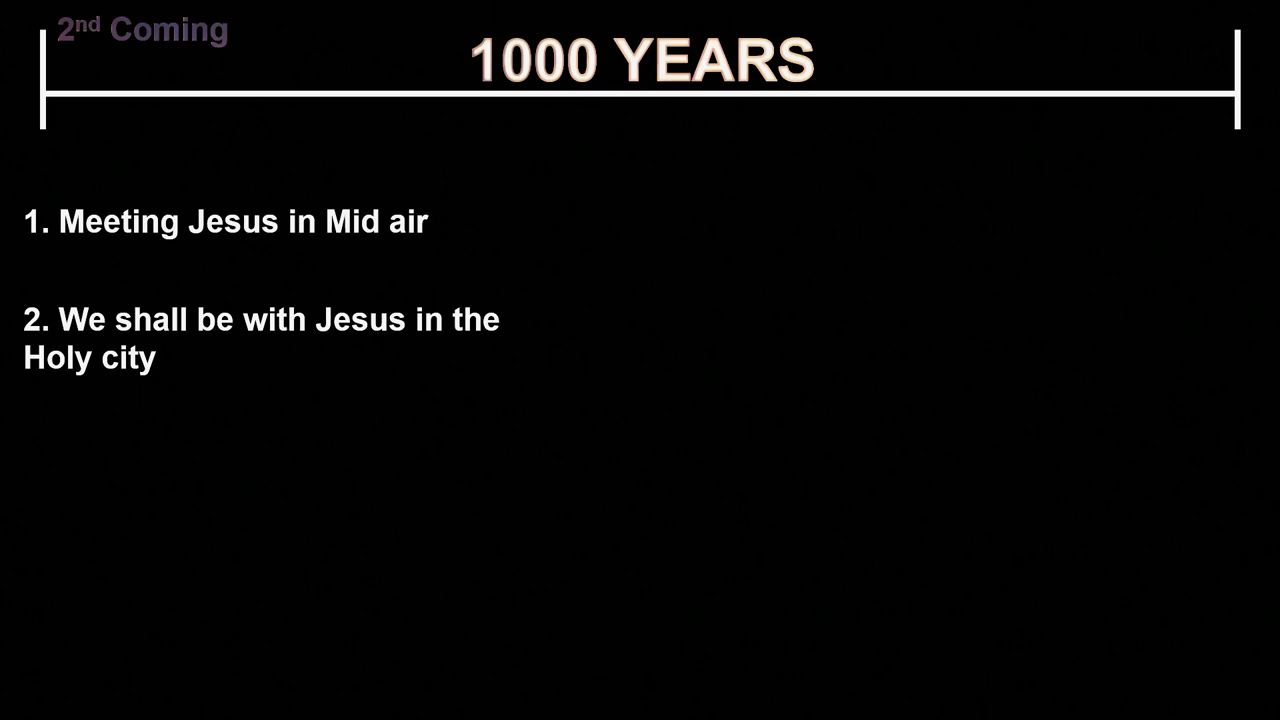 2nd Coming
1000 YEARS
1. Meeting Jesus in Mid air
2. We shall be with Jesus in the
Holy city